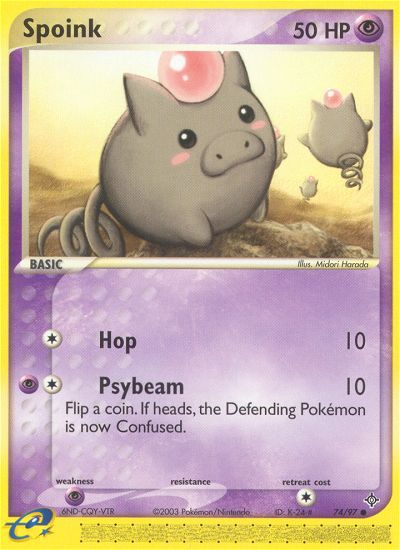 Spoink 50 HP
BASIC
Illus. Midori Harada
Hop 10
Psybeam 10
Flip a coin. If heads, the Defending Pokémon
is now Confused.
weakness resistance retreat cost
6ND-CQY-VTR ©2003 Pokémon/Nintendo ID: K-24-# 74/97
e